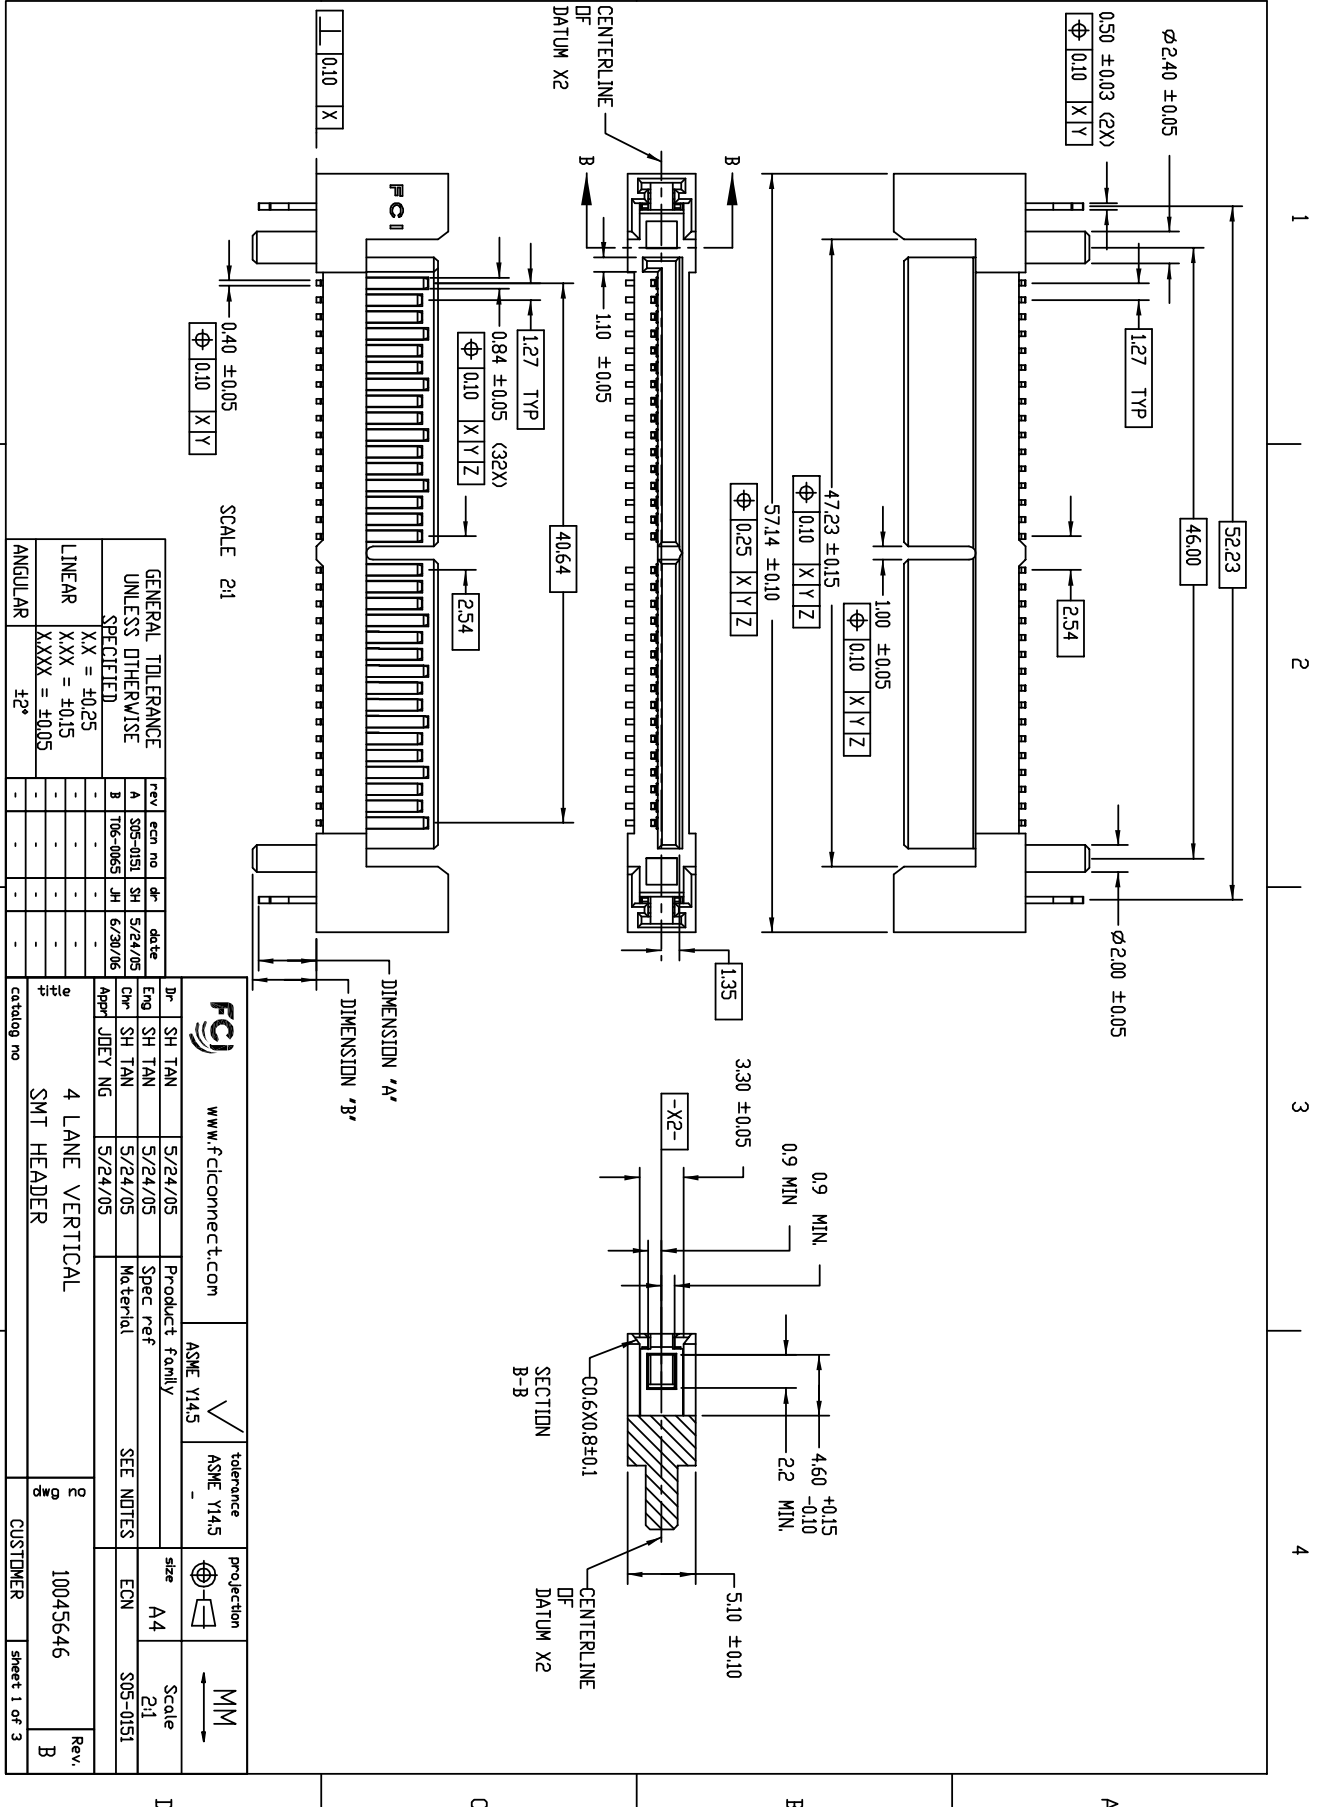 1
2
3
4
A
B
C
D
Ø2.40 ±0.05
0.50 ±0.03 (2X)
⌖ 0.10 X Y
52.23
46.00
1.27 TYP
2.54
Ø2.00 ±0.05
1.00 ±0.05
⌖ 0.10 X Y Z
47.23 ±0.15
⌖ 0.10 X Y Z
57.14 ±0.10
⌖ 0.25 X Y Z
CENTERLINE
OF
DATUM X2
B
B
1.10 ±0.05
1.35
3.30 ±0.05
-X2-
0.9 MIN
0.9 MIN.
4.60 +0.15
-0.10
2.2 MIN.
5.10 ±0.10
C0.6X0.8±0.1
SECTION
B-B
CENTERLINE
OF
DATUM X2
40.64
1.27 TYP
0.84 ±0.05 (32X)
⌖ 0.10 X Y Z
2.54
⊥ 0.10 X
FCI
0.40 ±0.05
⌖ 0.10 X Y
SCALE 2:1
DIMENSION "A"
DIMENSION "B"
GENERAL TOLERANCE
UNLESS OTHERWISE
SPECIFIED
LINEAR
X.X = ±0.25
X.XX = ±0.15
X.XXX = ±0.05
ANGULAR ±2°
rev ecn no dr date
A S05-0151 SH 5/24/05
B T06-0065 JH 6/30/06
- - - -
- - - -
- - - -
- - - -
- - - -
FCI
www.fciconnect.com
ASME Y14.5
tolerance
ASME Y14.5
-
projection
MM
Dr SH TAN 5/24/05
Eng SH TAN 5/24/05
Chr SH TAN 5/24/05
Appr JOEY NG 5/24/05
Product family
Spec ref
Material SEE NOTES
size A4
Scale
2:1
ECN S05-0151
title
4 LANE VERTICAL
SMT HEADER
dwg no
10045646
Rev.
B
catalog no
CUSTOMER
sheet 1 of 3